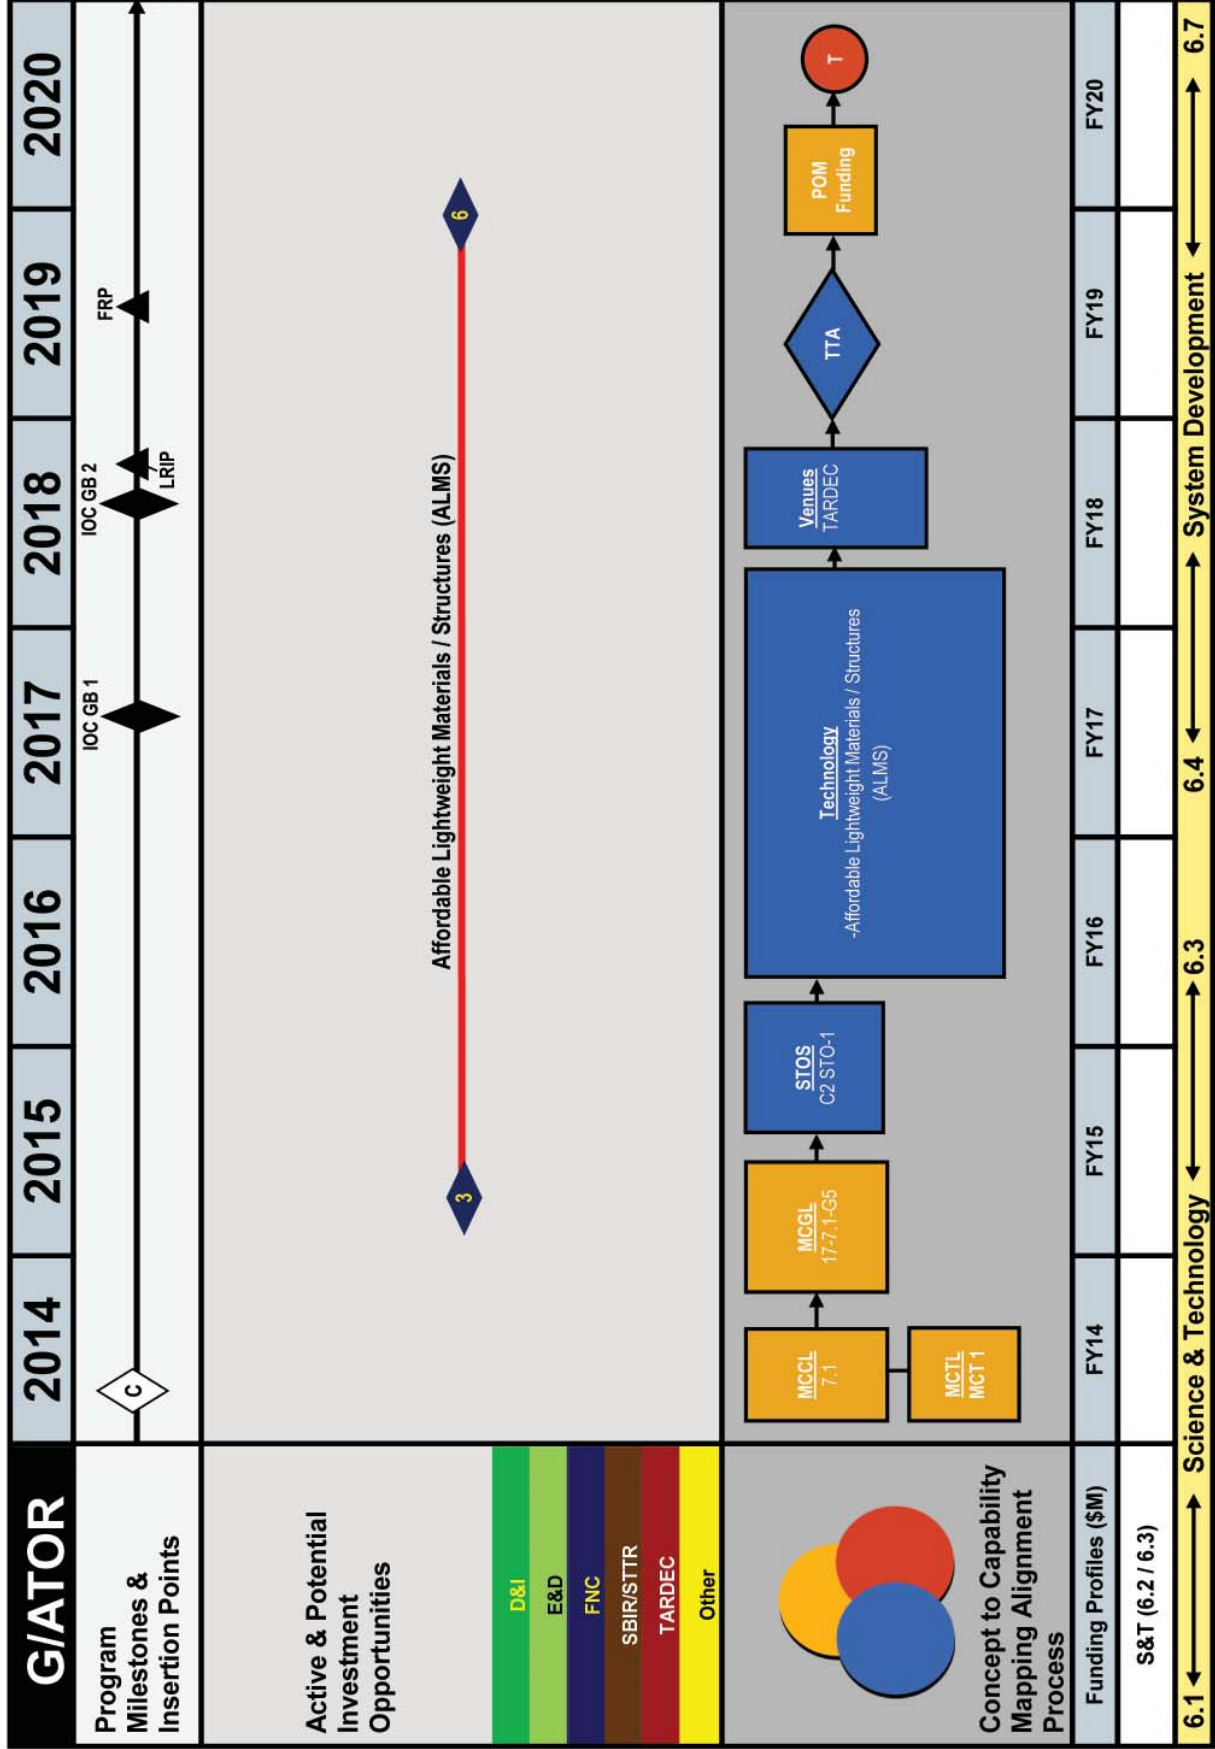 G/ATOR
2014
2015
2016
2017
2018
2019
2020
Program
Milestones &
Insertion Points
C
IOC GB 1
IOC GB 2
LRIP
FRP
Active & Potential
Investment
Opportunities
D&I
E&D
FNC
SBIR/STTR
TARDEC
Other
Affordable Lightweight Materials / Structures (ALMS)
3
6
Concept to Capability
Mapping Alignment
Process
MCCL
7.1
MCTL
MCT 1
MCGL
17-7.1-G5
STOS
C2 STO-1
Technology
-Affordable Lightweight Materials / Structures
(ALMS)
Venues
TARDEC
TTA
POM
Funding
T
Funding Profiles ($M)
FY14
FY15
FY16
FY17
FY18
FY19
FY20
S&T (6.2 / 6.3)
6.1
Science & Technology
6.3
6.4
System Development
6.7